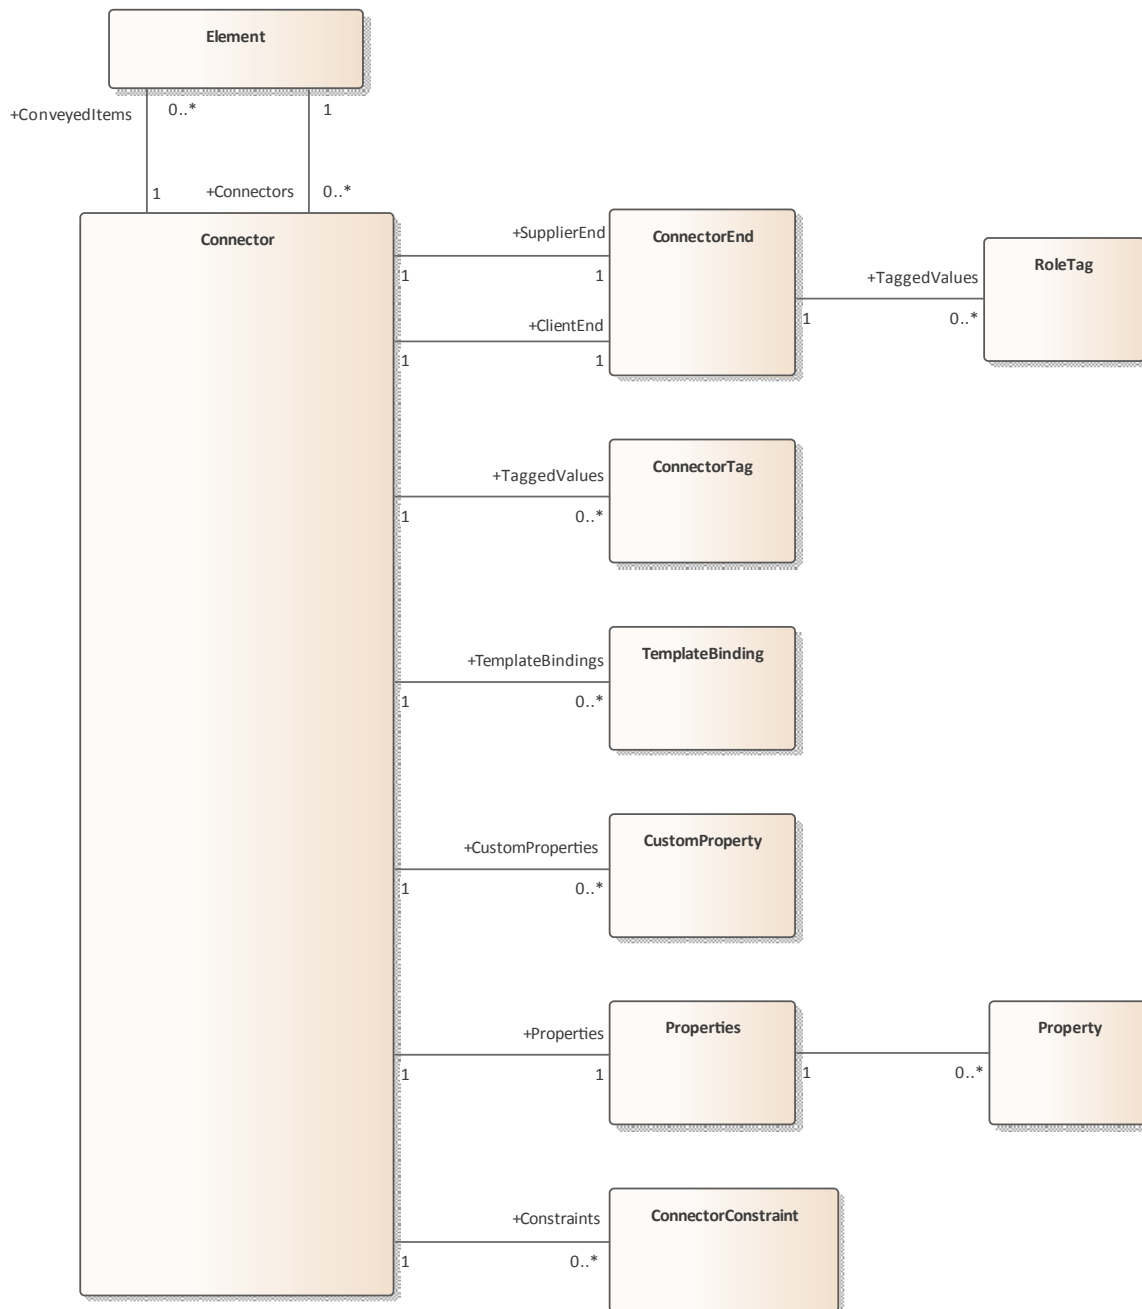 Element
+ConveyedItems
0..*
1
1
+Connectors
0..*
Connector
+SupplierEnd
1
1
ConnectorEnd
+ClientEnd
1
1
+TaggedValues
1
0..*
RoleTag
+TaggedValues
1
0..*
ConnectorTag
+TemplateBindings
1
0..*
TemplateBinding
+CustomProperties
1
0..*
CustomProperty
+Properties
1
1
Properties
1
0..*
Property
+Constraints
1
0..*
ConnectorConstraint